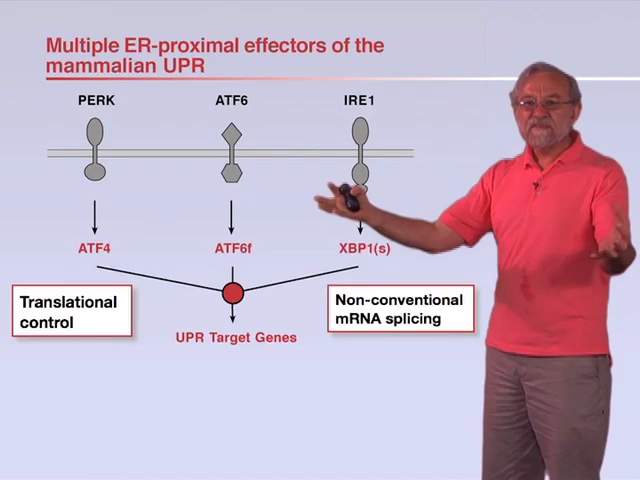 Multiple ER-proximal effectors of the
mammalian UPR
PERK
ATF6
IRE1
ATF4
ATF6f
XBP1(s)
Translational
control
Non-conventional
mRNA splicing
UPR Target Genes